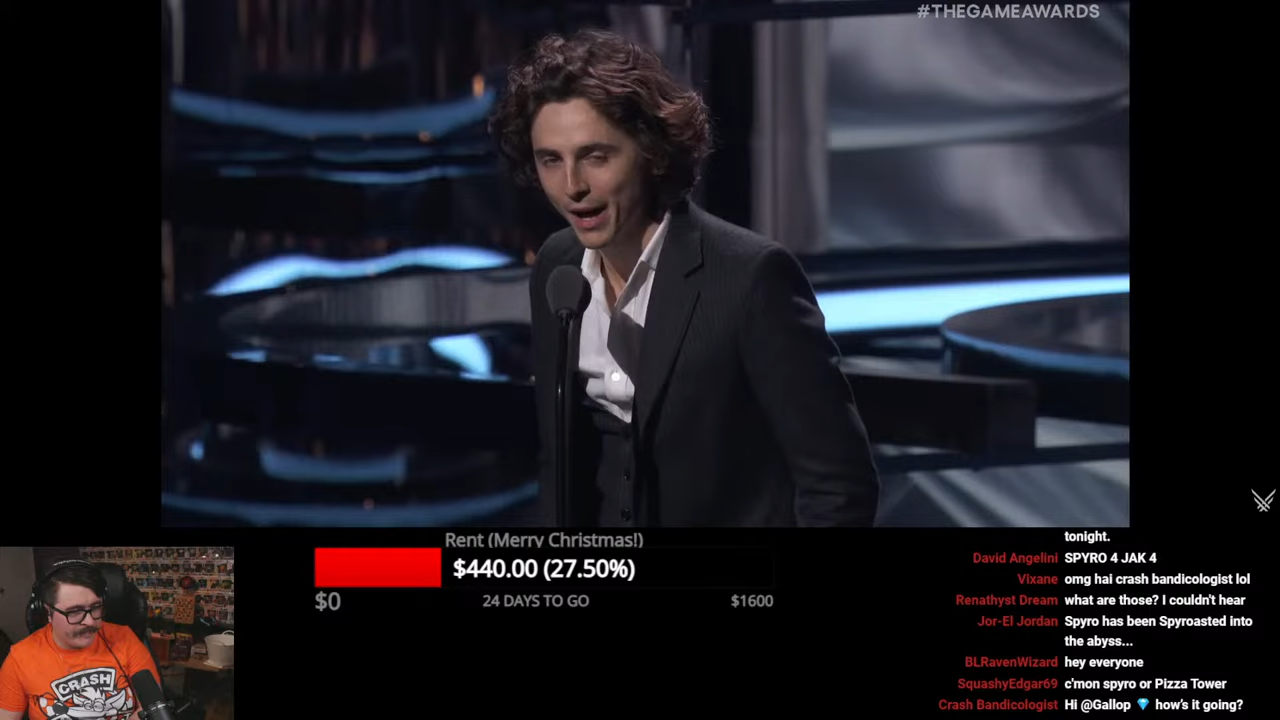 #THEGAMEAWARDS
Rent (Merry Christmas!)
$440.00 (27.50%)
$0
24 DAYS TO GO
$1600
CRASH
tonight.
David Angelini SPYRO 4 JAK 4
Vixane omg hai crash bandicologist lol
Renathyst Dream what are those? I couldn't hear
Jor-El Jordan Spyro has been Spyroasted into
the abyss...
BLRavenWizard hey everyone
SquashyEdgar69 c'mon spyro or Pizza Tower
Crash Bandicologist Hi @Gallop 💎 how's it going?